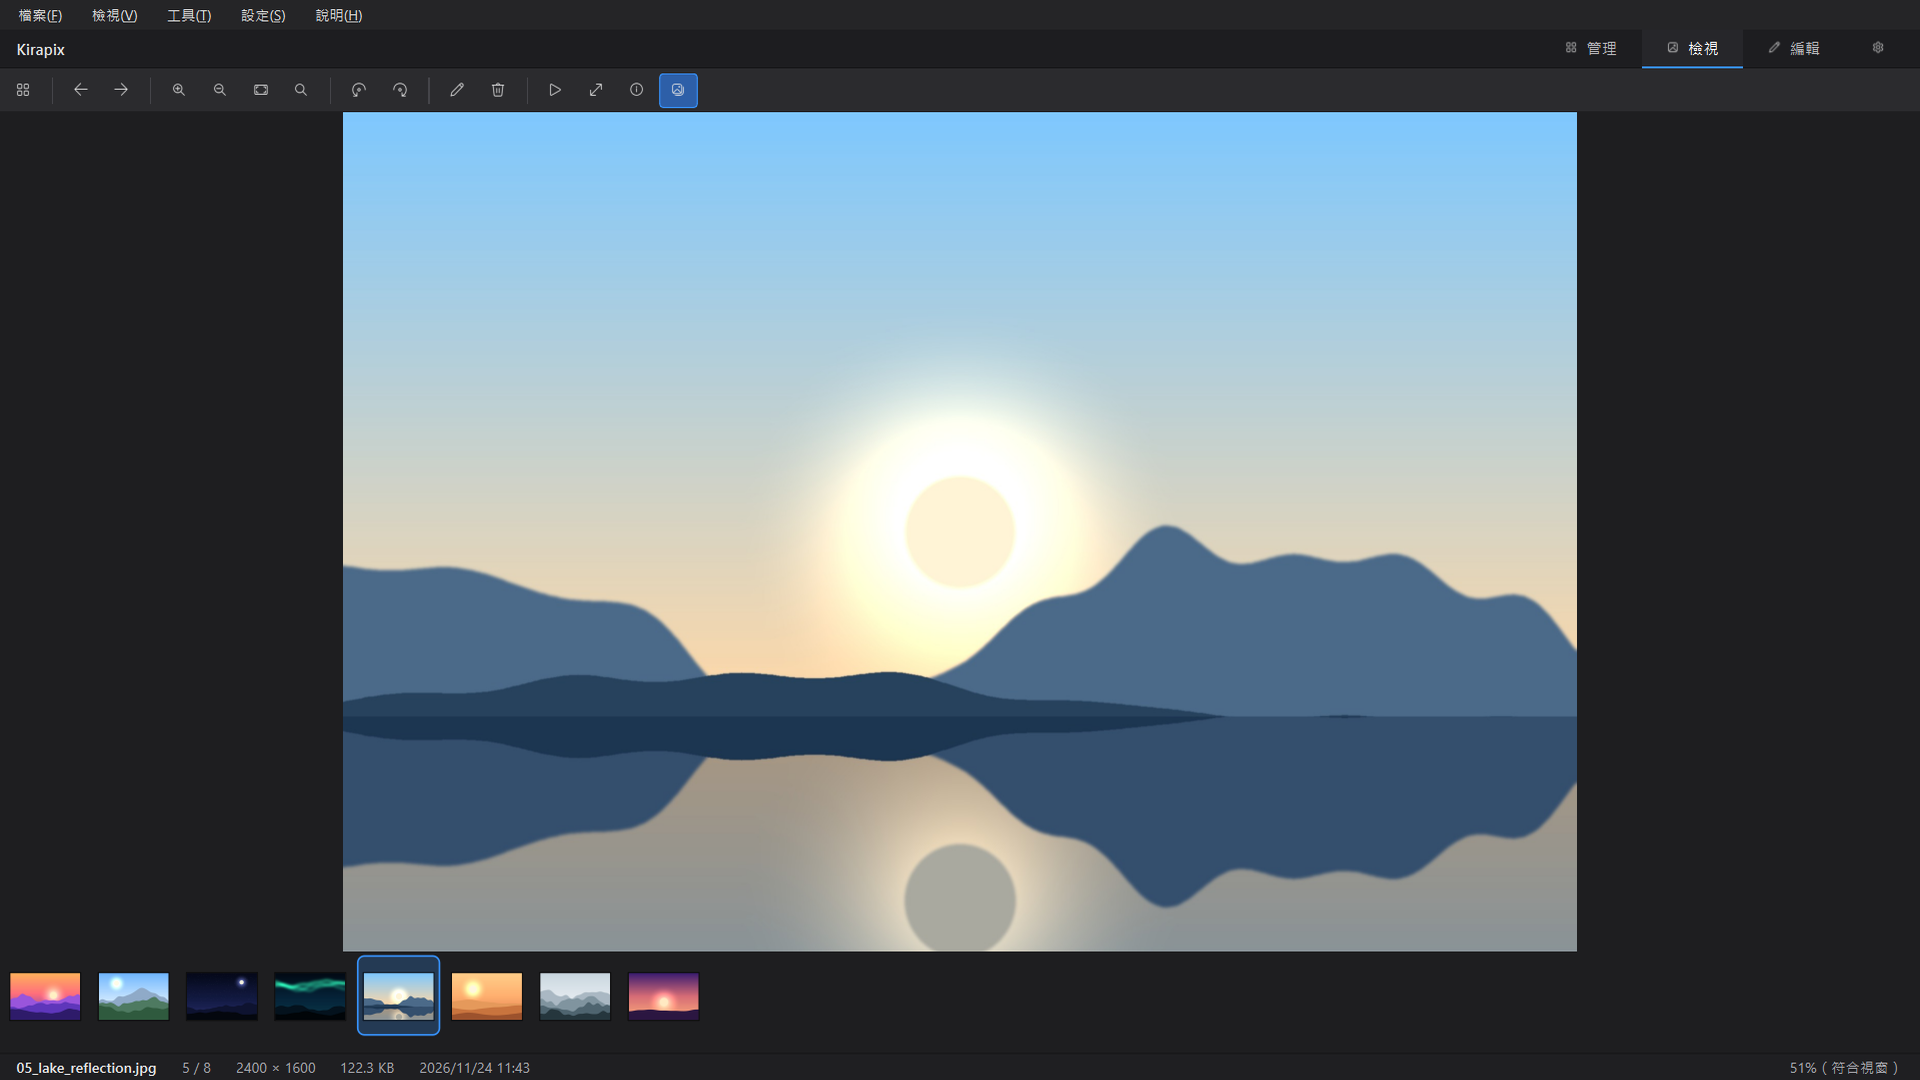 檔案(F) 檢視(V) 工具(T) 設定(S) 說明(H)
Kirapix 管理 檢視 編輯
05_lake_reflection.jpg 5 / 8 2400 × 1600 122.3 KB 2026/11/24 11:43 51% ( 符合視窗 )